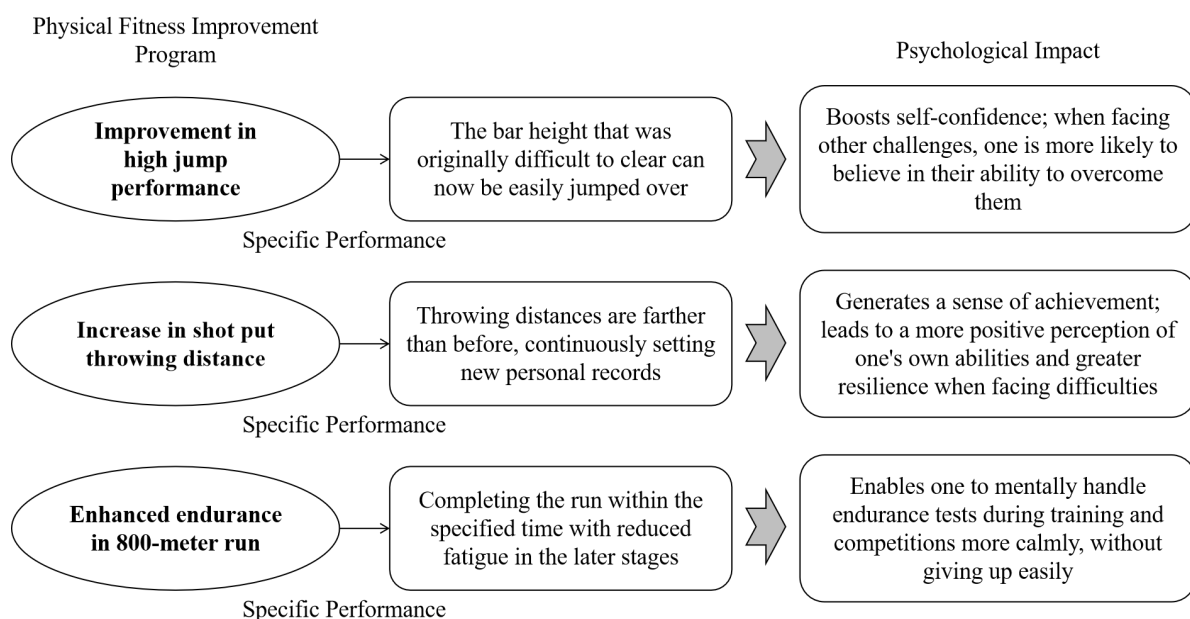 Physical Fitness Improvement
Program
Psychological Impact
Improvement in
high jump
performance
The bar height that was
originally difficult to clear can
now be easily jumped over
Boosts self-confidence; when facing
other challenges, one is more likely to
believe in their ability to overcome
them
Specific Performance
Increase in shot put
throwing distance
Throwing distances are farther
than before, continuously setting
new personal records
Generates a sense of achievement;
leads to a more positive perception of
one's own abilities and greater
resilience when facing difficulties
Specific Performance
Enhanced endurance
in 800-meter run
Completing the run within the
specified time with reduced
fatigue in the later stages
Enables one to mentally handle
endurance tests during training and
competitions more calmly, without
giving up easily
Specific Performance